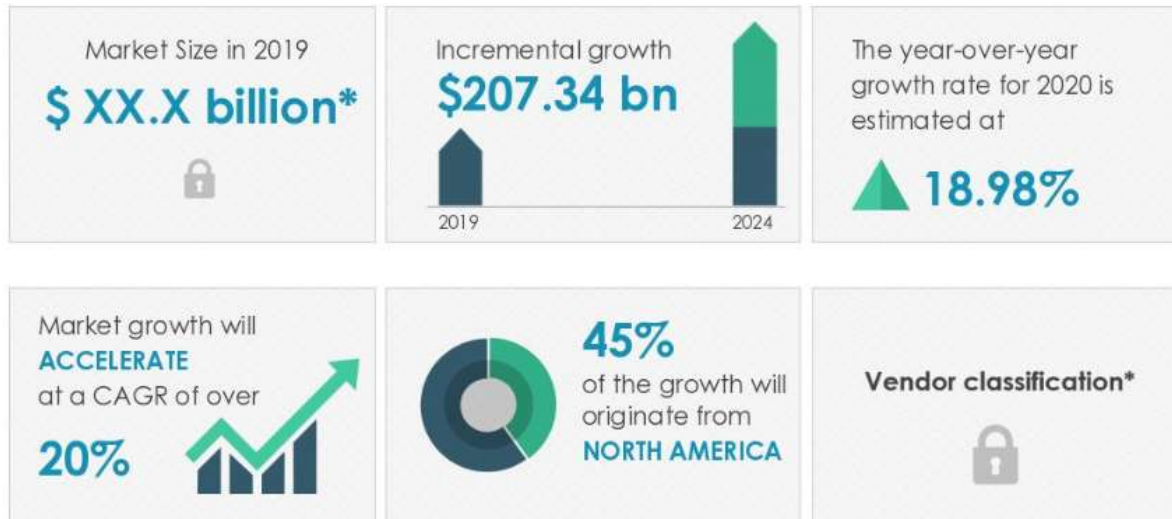 Market Size in 2019
$ XX.X billion*
Incremental growth
$207.34 bn
2019
2024
The year-over-year
growth rate for 2020 is
estimated at
18.98%
Market growth will
ACCELERATE
at a CAGR of over
20%
45%
of the growth will
originate from
NORTH AMERICA
Vendor classification*